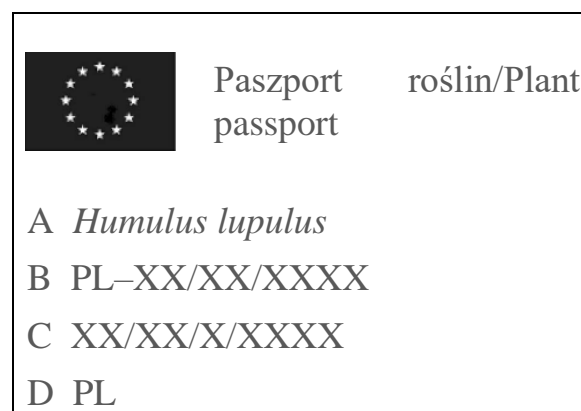 Paszport roślin/Plant
passport
A Humulus lupulus
B PL–XX/XX/XXXX
C XX/XX/X/XXXX
D PL